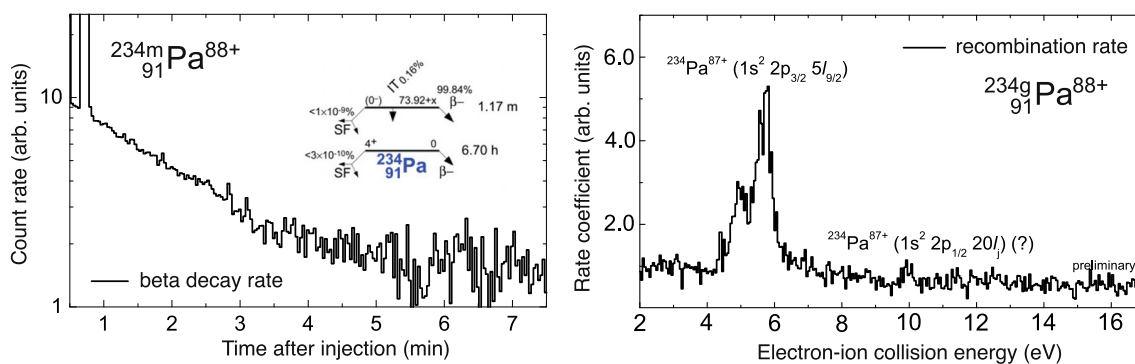 234m
91Pa88+
Count rate (arb. units)
10
1
1 2 3 4 5 6 7
Time after injection (min)
beta decay rate
IT 0.16%
99.84%
(0−) 73.92+x β− 1.17 m
<1×10-9%
SF
4+ 0 6.70 h
<3×10-10%
234
91Pa
SF β−
Rate coefficient (arb. units)
6.0
4.0
2.0
2 4 6 8 10 12 14 16
Electron-ion collision energy (eV)
recombination rate
234g
91Pa88+
234Pa87+ (1s2 2p3/2 5l9/2)
234Pa87+ (1s2 2p1/2 20lj) (?)
preliminary